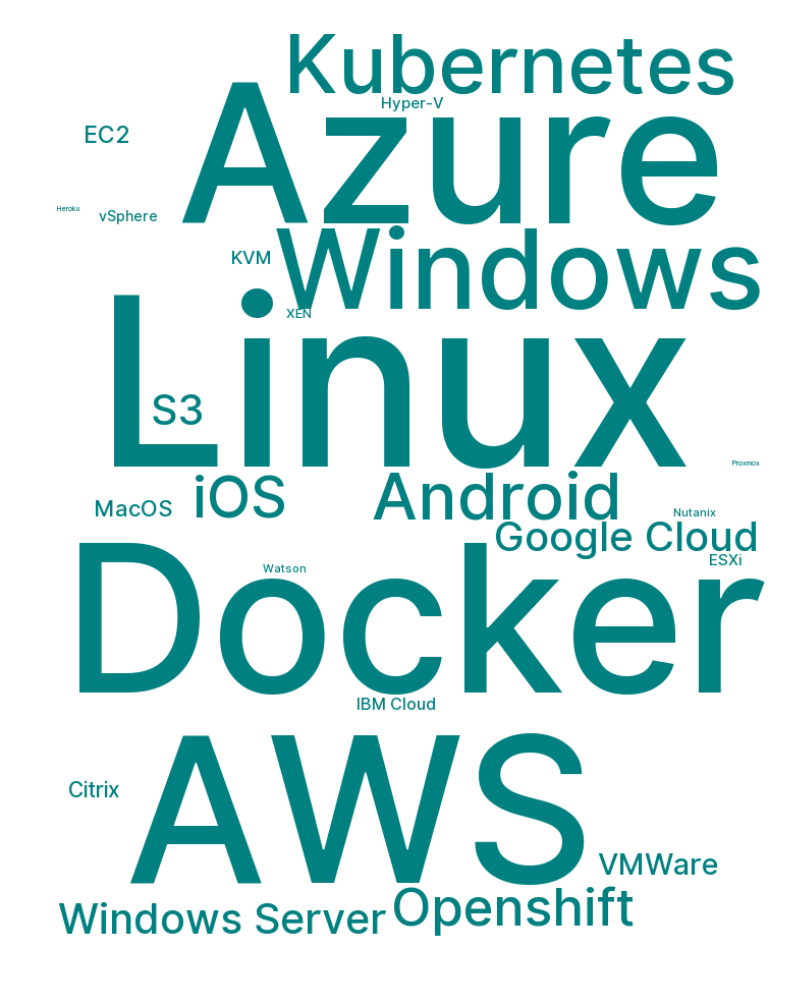 Kubernetes
Hyper-V
Azure
EC2
Heroku
vSphere
Windows
KVM
XEN
Linux
S3
Proxmox
iOS
Android
MacOS
Nutanix
Google Cloud
ESXi
Watson
Docker
IBM Cloud
AWS
Citrix
VMWare
Openshift
Windows Server